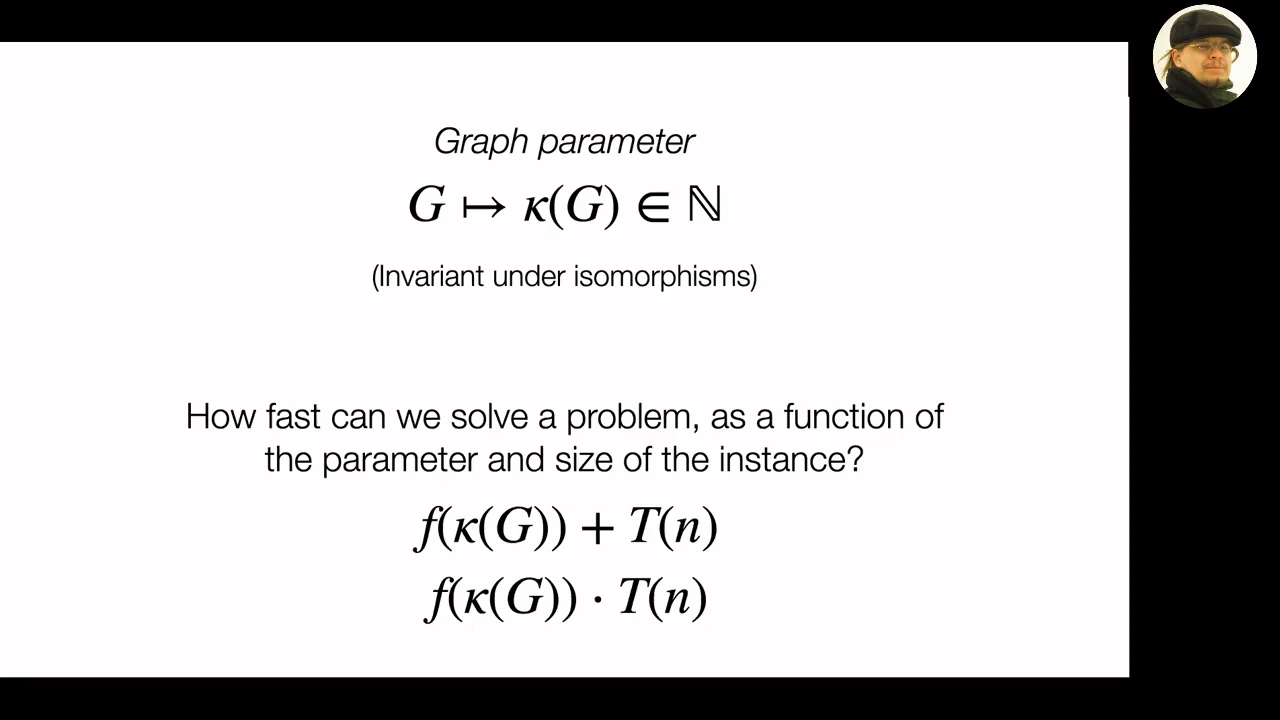 Graph parameter
G ↦ κ(G) ∈ ℕ
(Invariant under isomorphisms)
How fast can we solve a problem, as a function of
the parameter and size of the instance?
f(κ(G)) + T(n)
f(κ(G)) · T(n)